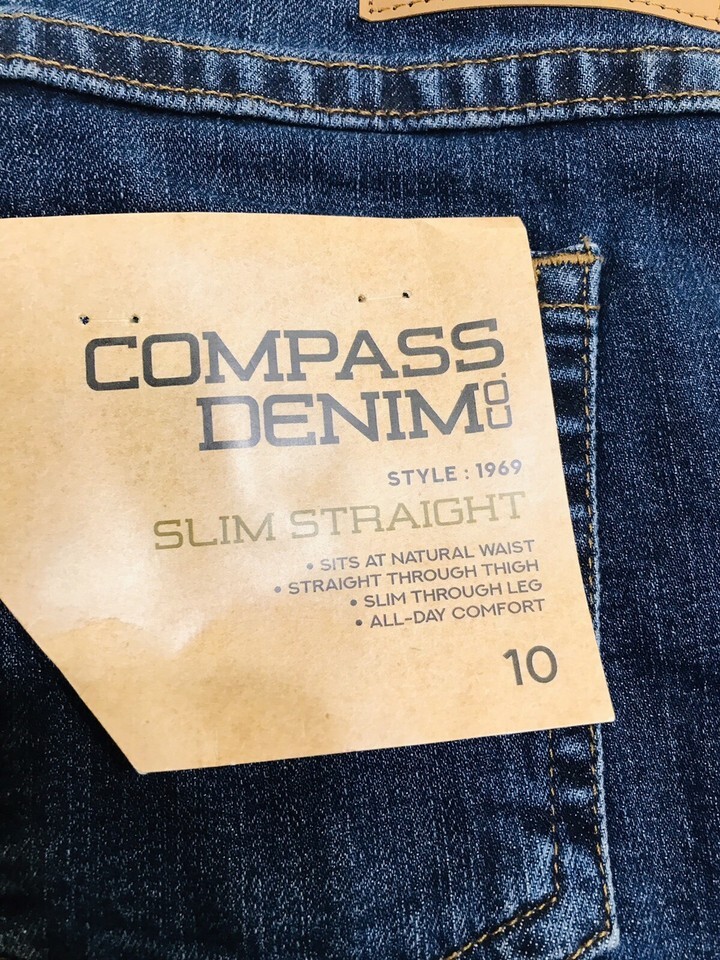 COMPASS
DENIM CO.
STYLE : 1969
SLIM STRAIGHT
• SITS AT NATURAL WAIST
• STRAIGHT THROUGH THIGH
• SLIM THROUGH LEG
• ALL-DAY COMFORT
10